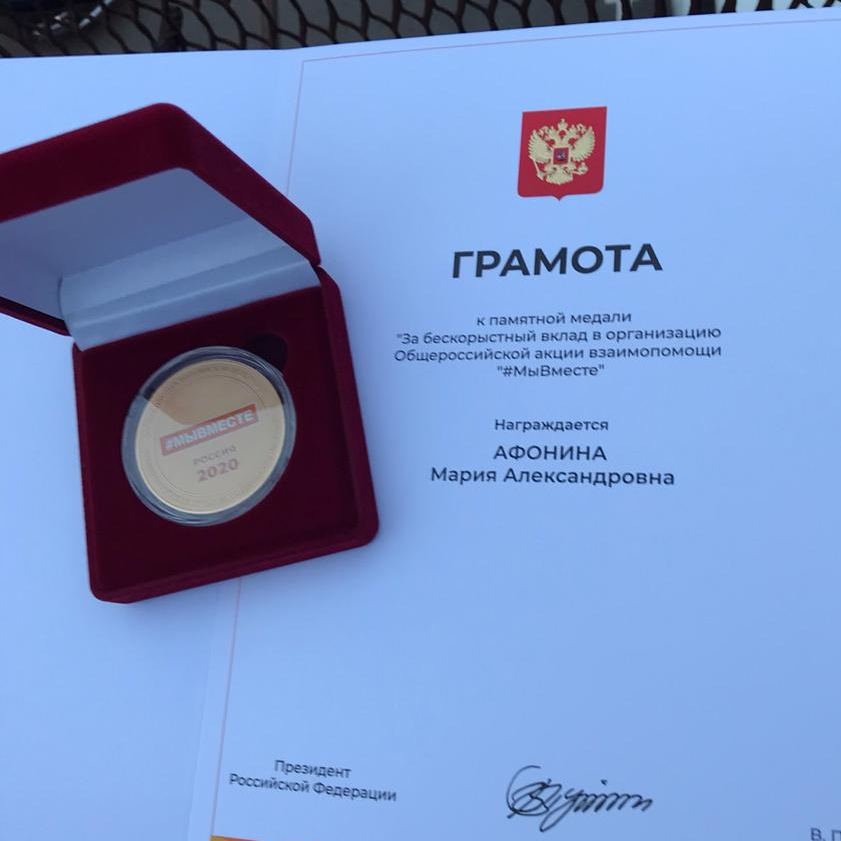 ГРАМОТА
к памятной медали
"За бескорыстный вклад в организацию
Общероссийской акции взаимопомощи
"#МыВместе"
Награждается
АФОНИНА
Мария Александровна
#МЫВМЕСТЕ
РОССИЯ
2020
Президент
Российской Федерации
В. П